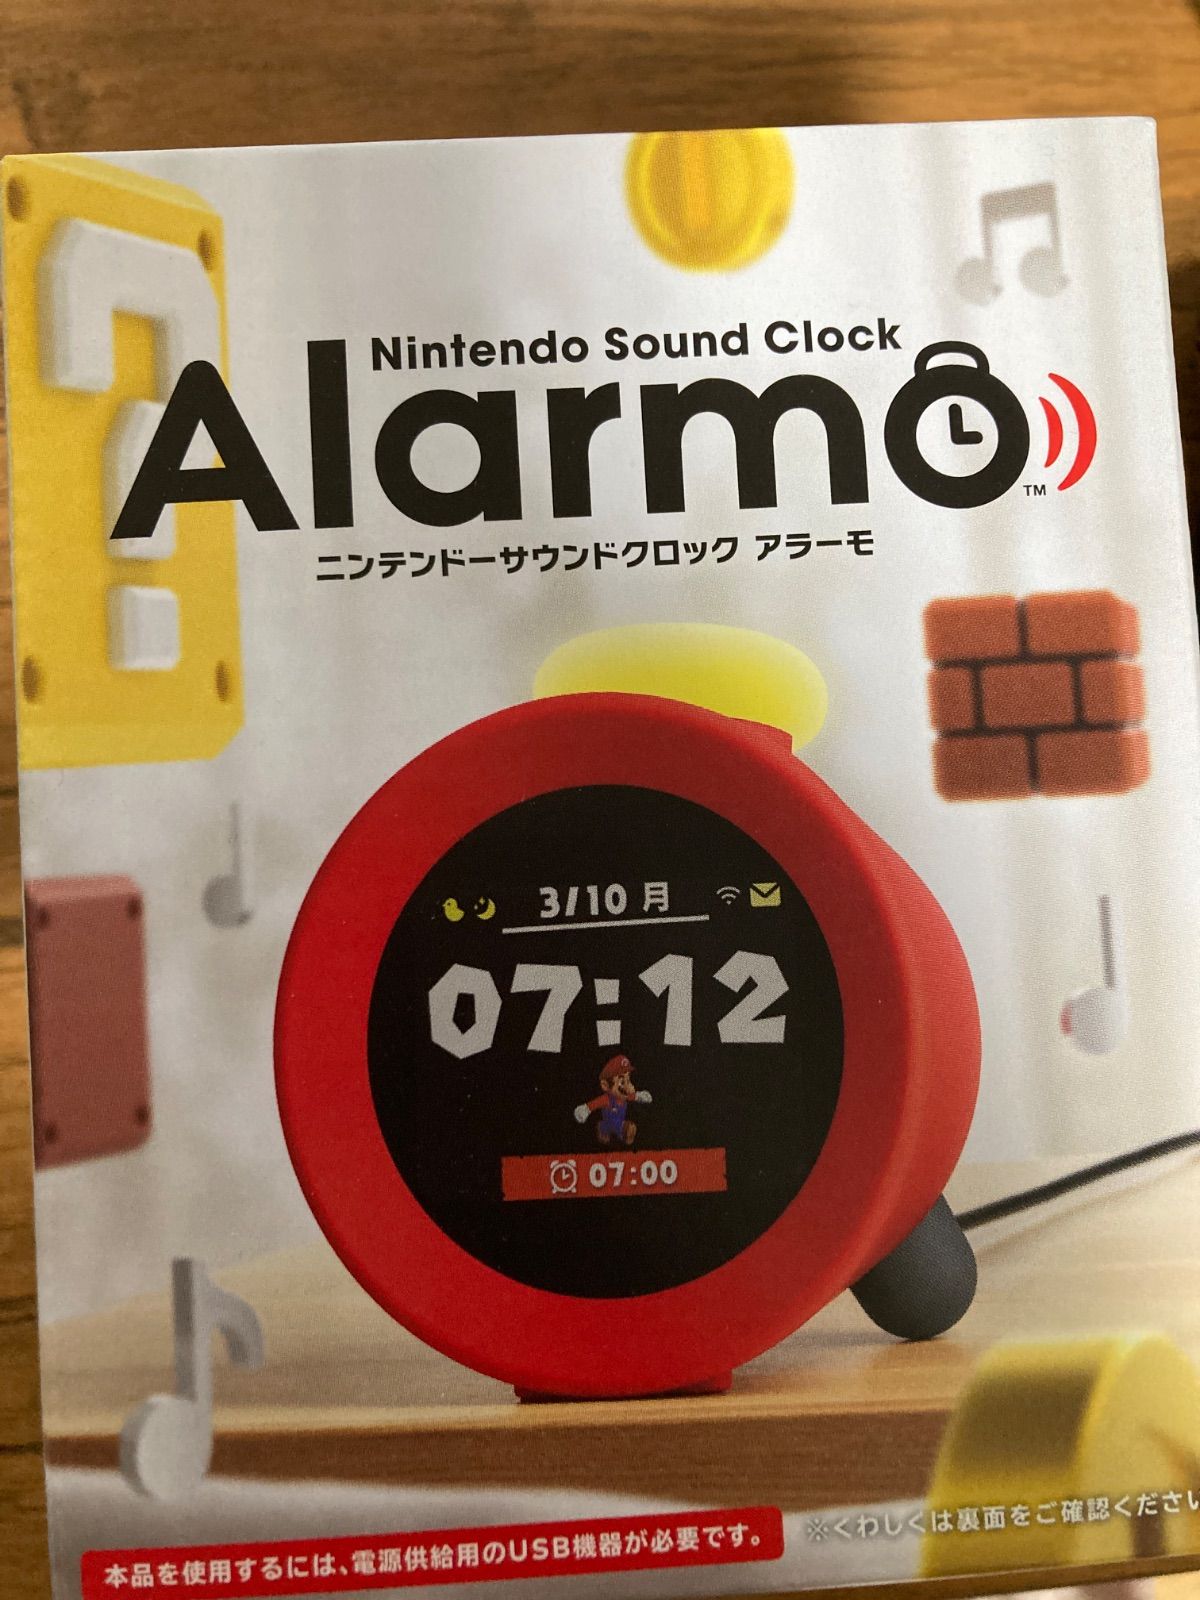 Nintendo Sound Clock
Alarmo
TM
ニンテンドーサウンドクロック アラーモ
3/10 月
07:12
07:00
本品を使用するには、電源供給用のUSB機器が必要です。
※くわしくは裏面をご確認ください